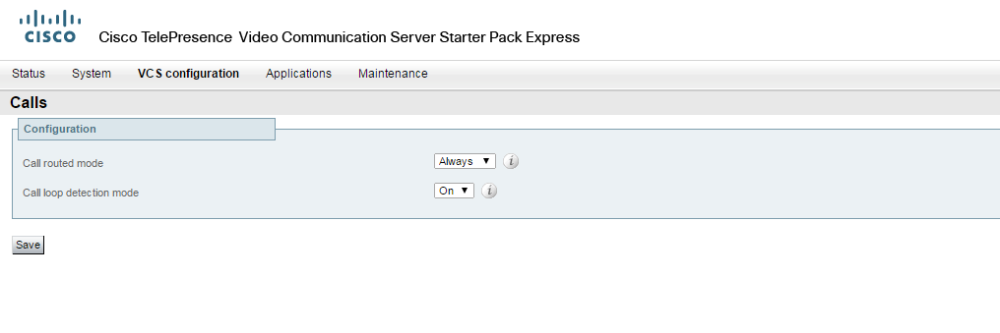 CISCO Cisco TelePresence Video Communication Server Starter Pack Express
Status System VCS configuration Applications Maintenance
Calls
Configuration
Call routed mode Always i
Call loop detection mode On i
Save